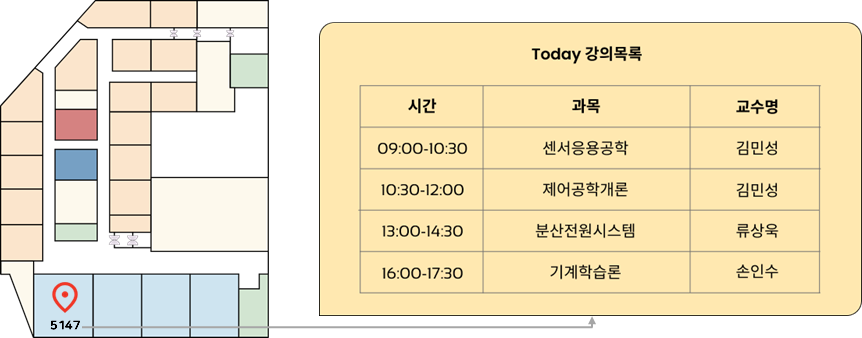 Today 강의목록
시간 과목 교수명
09:00-10:30 센서응용공학 김민성
10:30-12:00 제어공학개론 김민성
13:00-14:30 분산전원시스템 류상욱
16:00-17:30 기계학습론 손인수
5147